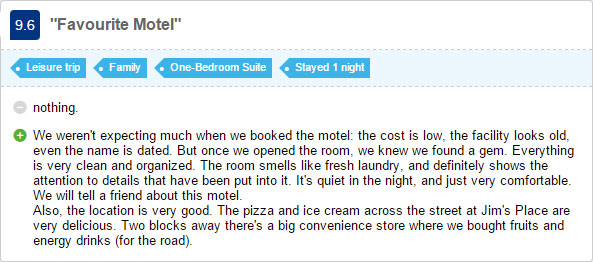 9.6
"Favourite Motel"
Leisure trip
Family
One-Bedroom Suite
Stayed 1 night
nothing.
We weren't expecting much when we booked the motel: the cost is low, the facility looks old,
even the name is dated. But once we opened the room, we knew we found a gem. Everything
is very clean and organized. The room smells like fresh laundry, and definitely shows the
attention to details that have been put into it. It's quiet in the night, and just very comfortable.
We will tell a friend about this motel.
Also, the location is very good. The pizza and ice cream across the street at Jim's Place are
very delicious. Two blocks away there's a big convenience store where we bought fruits and
energy drinks (for the road).